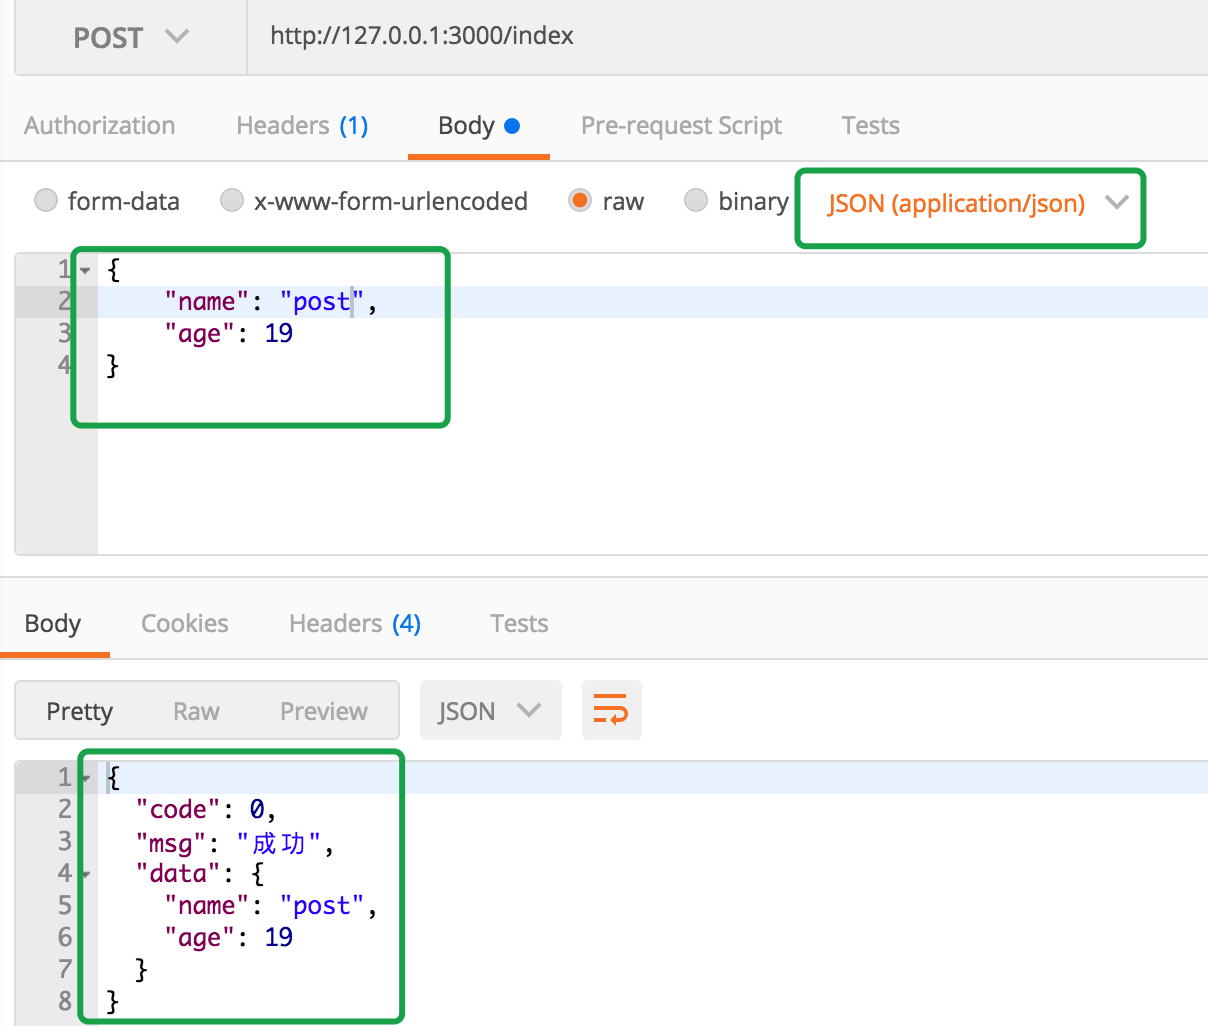 POST http://127.0.0.1:3000/index
Authorization Headers (1) Body Pre-request Script Tests
form-data x-www-form-urlencoded raw binary JSON (application/json)
1 {
2 "name": "post",
3 "age": 19
4 }
Body Cookies Headers (4) Tests
Pretty Raw Preview JSON
1 {
2 "code": 0,
3 "msg": "成功",
4 "data": {
5 "name": "post",
6 "age": 19
7 }
8 }